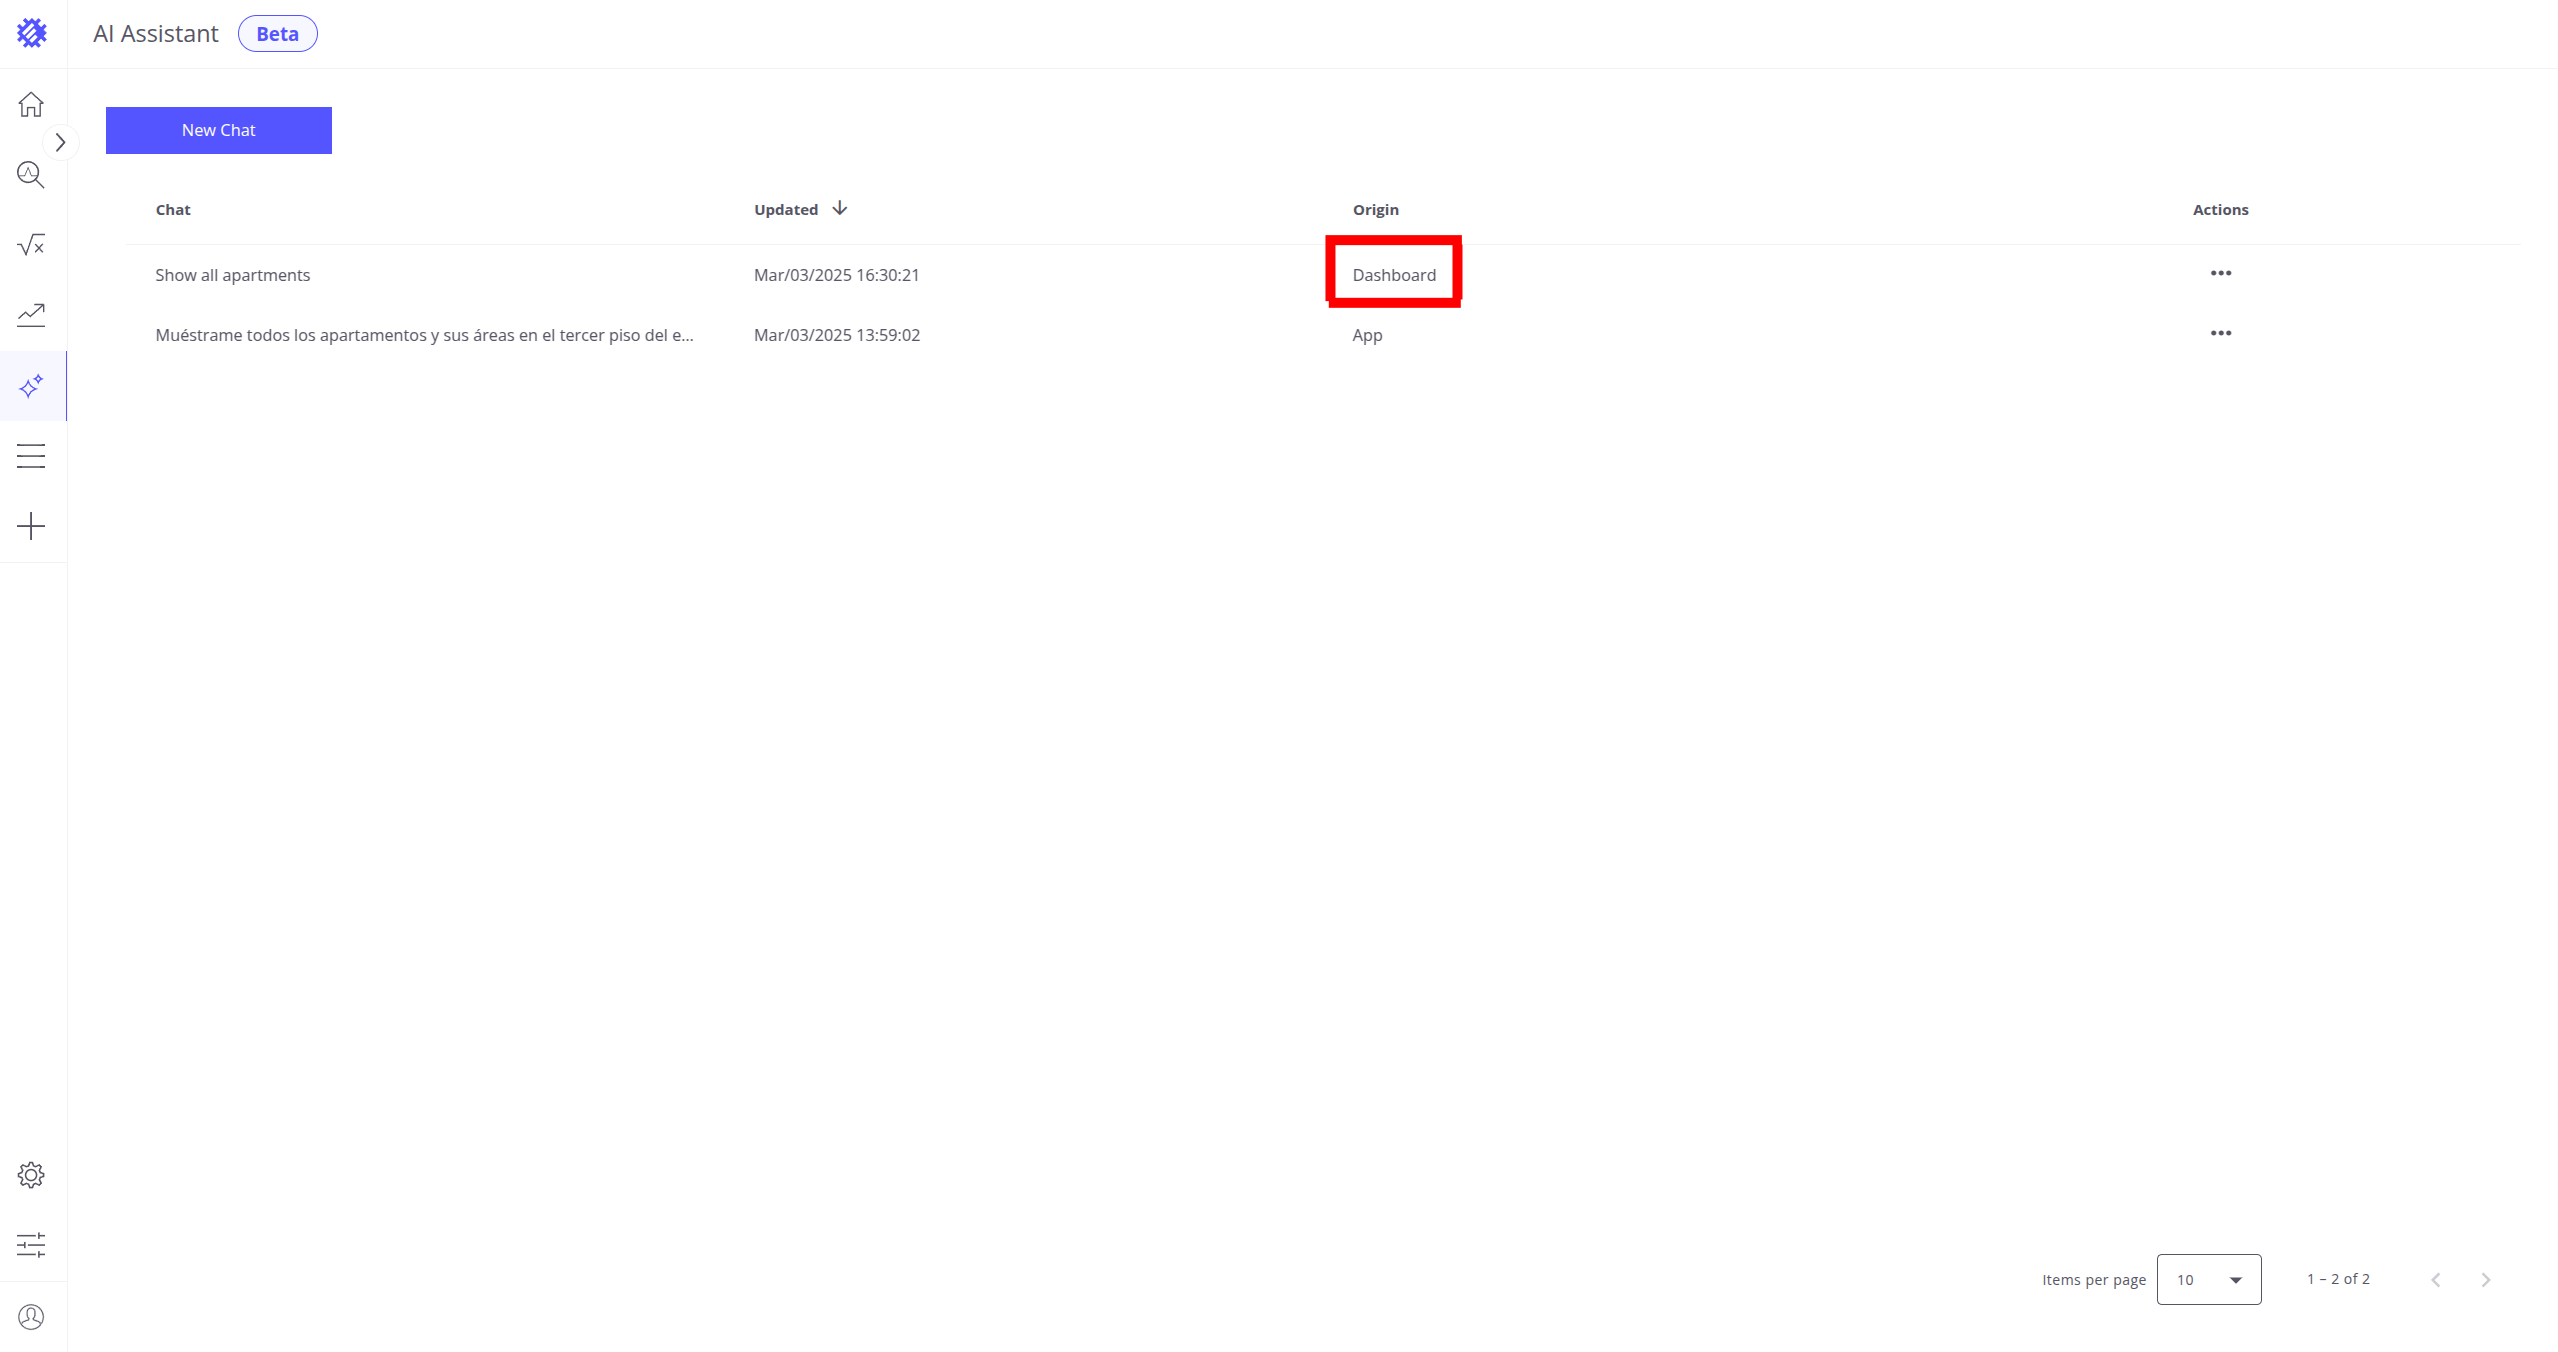 AI Assistant Beta
New Chat
Chat Updated Origin Actions
Show all apartments Mar/03/2025 16:30:21 Dashboard
Muéstrame todos los apartamentos y sus áreas en el tercer piso del e... Mar/03/2025 13:59:02 App
Items per page 10 1 – 2 of 2